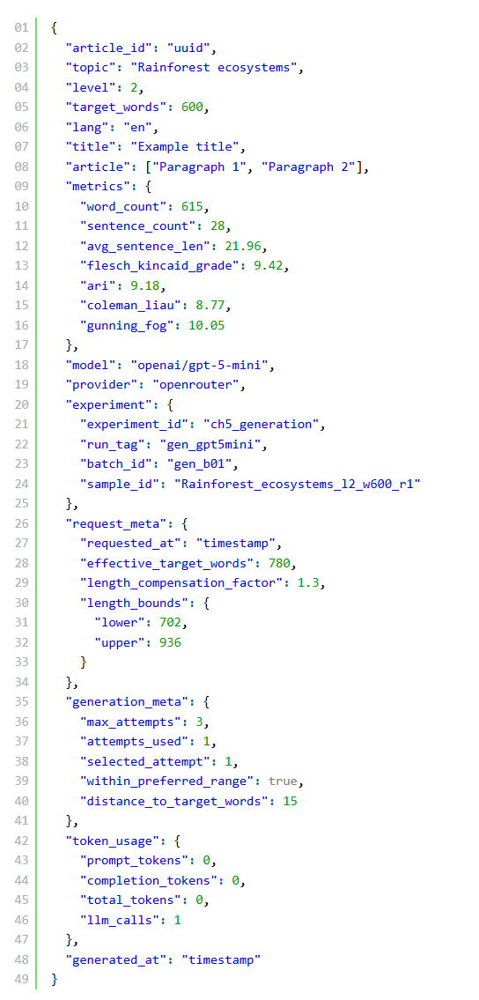 01 {
02   "article_id": "uuid",
03   "topic": "Rainforest ecosystems",
04   "level": 2,
05   "target_words": 600,
06   "lang": "en",
07   "title": "Example title",
08   "article": ["Paragraph 1", "Paragraph 2"],
09   "metrics": {
10     "word_count": 615,
11     "sentence_count": 28,
12     "avg_sentence_len": 21.96,
13     "flesch_kincaid_grade": 9.42,
14     "ari": 9.18,
15     "coleman_liau": 8.77,
16     "gunning_fog": 10.05
17   },
18   "model": "openai/gpt-5-mini",
19   "provider": "openrouter",
20   "experiment": {
21     "experiment_id": "ch5_generation",
22     "run_tag": "gen_gpt5mini",
23     "batch_id": "gen_b01",
24     "sample_id": "Rainforest_ecosystems_l2_w600_r1"
25   },
26   "request_meta": {
27     "requested_at": "timestamp",
28     "effective_target_words": 780,
29     "length_compensation_factor": 1.3,
30     "length_bounds": {
31       "lower": 702,
32       "upper": 936
33     }
34   },
35   "generation_meta": {
36     "max_attempts": 3,
37     "attempts_used": 1,
38     "selected_attempt": 1,
39     "within_preferred_range": true,
40     "distance_to_target_words": 15
41   },
42   "token_usage": {
43     "prompt_tokens": 0,
44     "completion_tokens": 0,
45     "total_tokens": 0,
46     "llm_calls": 1
47   },
48   "generated_at": "timestamp"
49 }